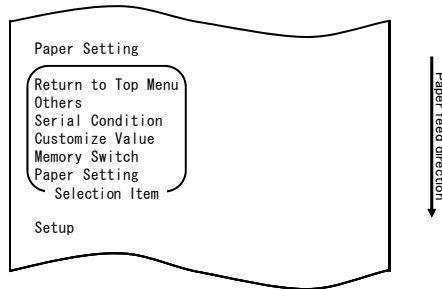 Paper Setting
Return to Top Menu
Others
Serial Condition
Customize Value
Memory Switch
Paper Setting
Selection Item
Setup
Paper feed direction